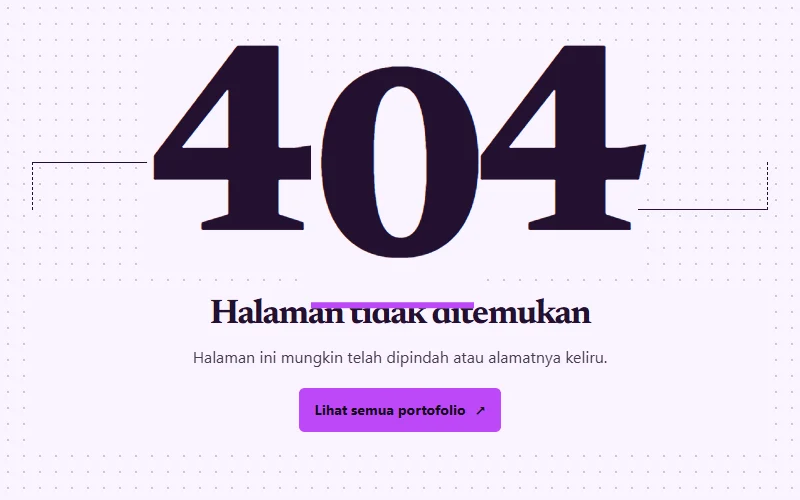 404
Halaman tidak ditemukan
Halaman ini mungkin telah dipindah atau alamatnya keliru.
Lihat semua portofolio ↗